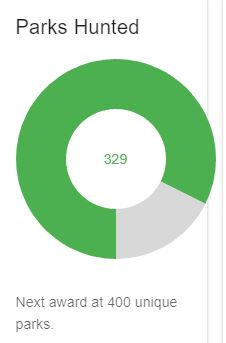 Parks Hunted
329
Next award at 400 unique
parks.